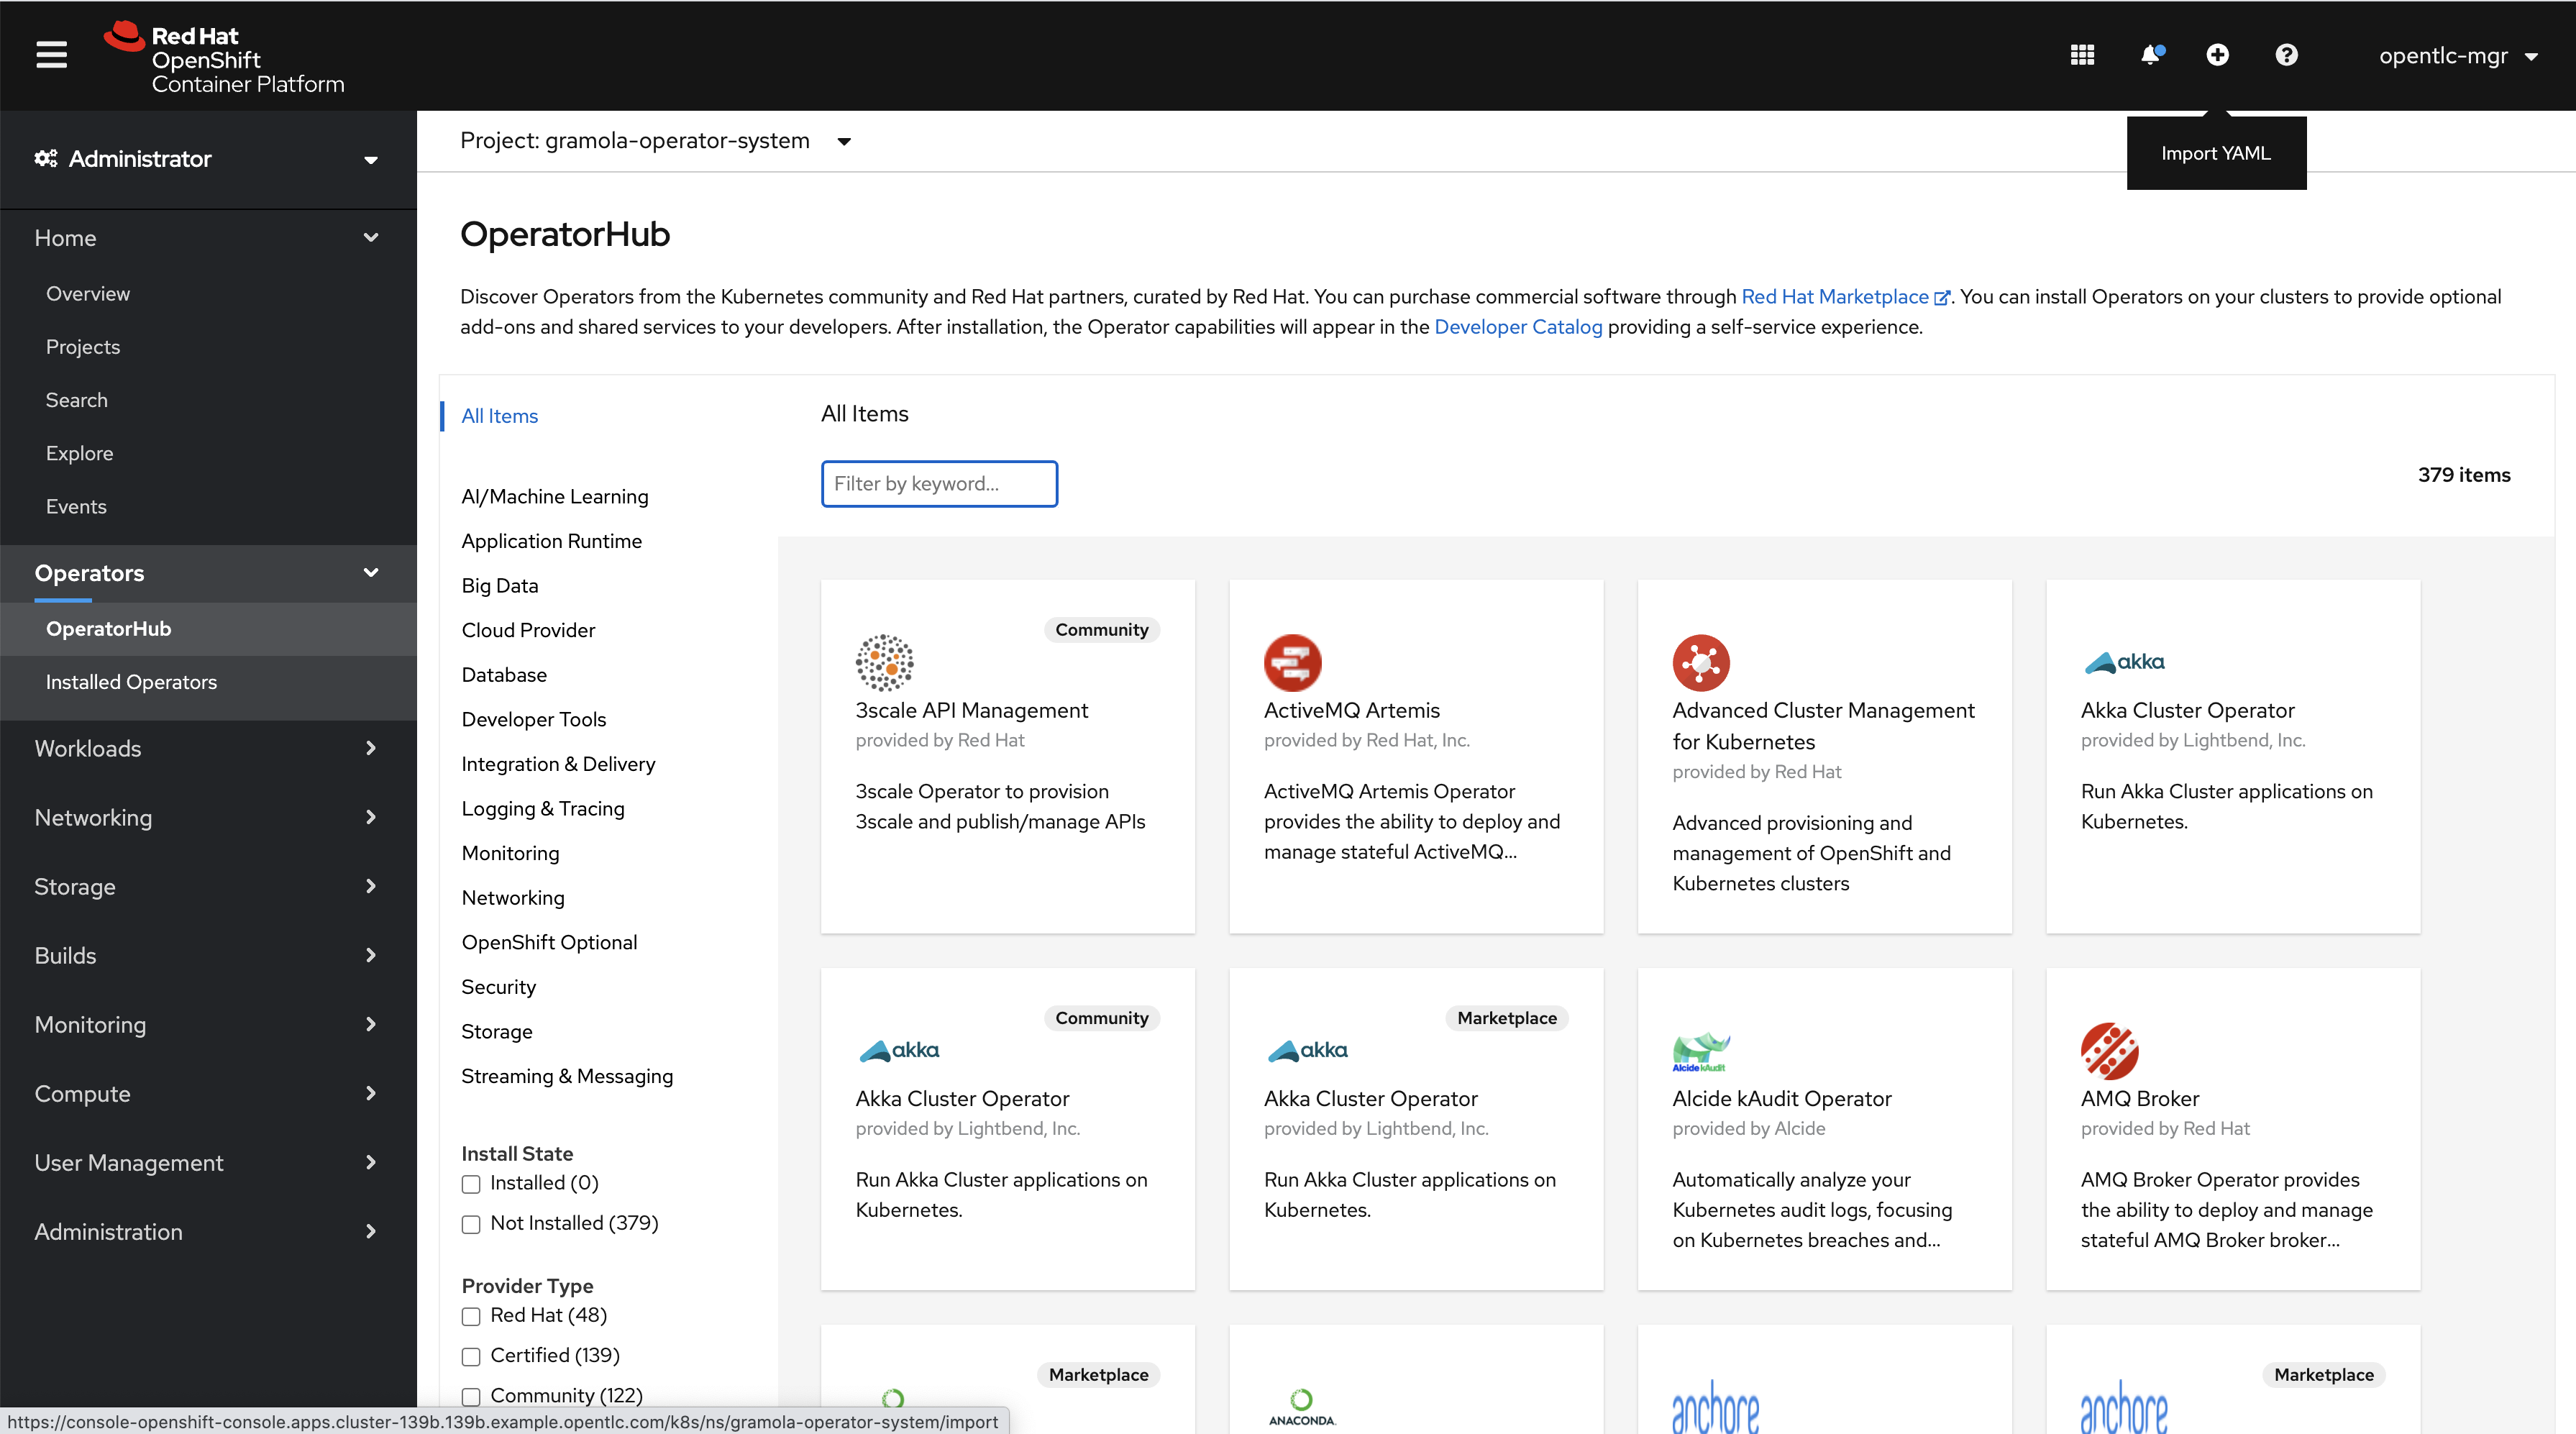 Red Hat
OpenShift
Container Platform
opentlc-mgr
Administrator
Project: gramola-operator-system
Import YAML
Home
Overview
Projects
Search
Explore
Events
Operators
OperatorHub
Installed Operators
Workloads
Networking
Storage
Builds
Monitoring
Compute
User Management
Administration
OperatorHub
Discover Operators from the Kubernetes community and Red Hat partners, curated by Red Hat. You can purchase commercial software through Red Hat Marketplace. You can install Operators on your clusters to provide optional
add-ons and shared services to your developers. After installation, the Operator capabilities will appear in the Developer Catalog providing a self-service experience.
All Items
AI/Machine Learning
Application Runtime
Big Data
Cloud Provider
Database
Developer Tools
Integration & Delivery
Logging & Tracing
Monitoring
Networking
OpenShift Optional
Security
Storage
Streaming & Messaging
Install State
Installed (0)
Not Installed (379)
Provider Type
Red Hat (48)
Certified (139)
Community (122)
All Items
Filter by keyword...
379 items
Community
3scale API Management
provided by Red Hat
3scale Operator to provision
3scale and publish/manage APIs
ActiveMQ Artemis
provided by Red Hat, Inc.
ActiveMQ Artemis Operator
provides the ability to deploy and
manage stateful ActiveMQ...
Advanced Cluster Management
for Kubernetes
provided by Red Hat
Advanced provisioning and
management of OpenShift and
Kubernetes clusters
akka
Akka Cluster Operator
provided by Lightbend, Inc.
Run Akka Cluster applications on
Kubernetes.
Community
akka
Akka Cluster Operator
provided by Lightbend, Inc.
Run Akka Cluster applications on
Kubernetes.
Marketplace
akka
Akka Cluster Operator
provided by Lightbend, Inc.
Run Akka Cluster applications on
Kubernetes.
Alcide kAudit
Alcide kAudit Operator
provided by Alcide
Automatically analyze your
Kubernetes audit logs, focusing
on Kubernetes breaches and...
AMQ Broker
provided by Red Hat
AMQ Broker Operator provides
the ability to deploy and manage
stateful AMQ Broker broker...
Marketplace
ANACONDA.
anchore
Marketplace
anchore
https://console-openshift-console.apps.cluster-139b.139b.example.opentlc.com/k8s/ns/gramola-operator-system/import